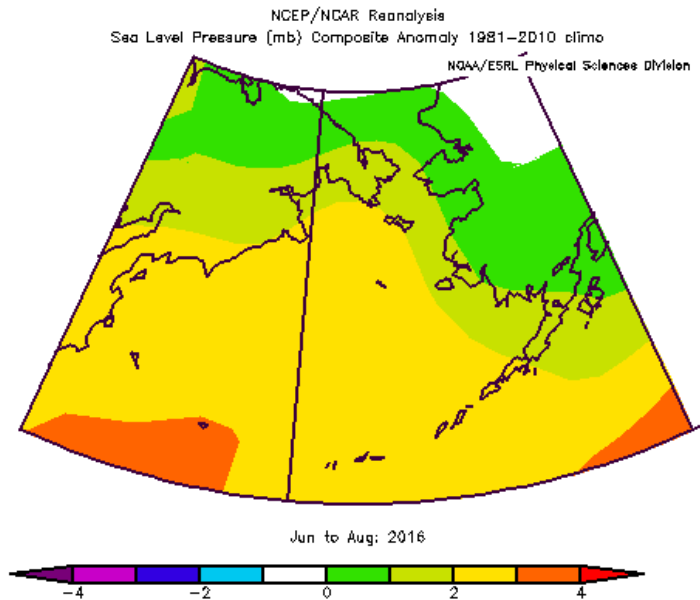 NCEP/NCAR Reanalysis
Sea Level Pressure (mb) Composite Anomaly 1981-2010 climo
NOAA/ESRL Physical Sciences Division
Jun to Aug: 2016
-4 -2 0 2 4